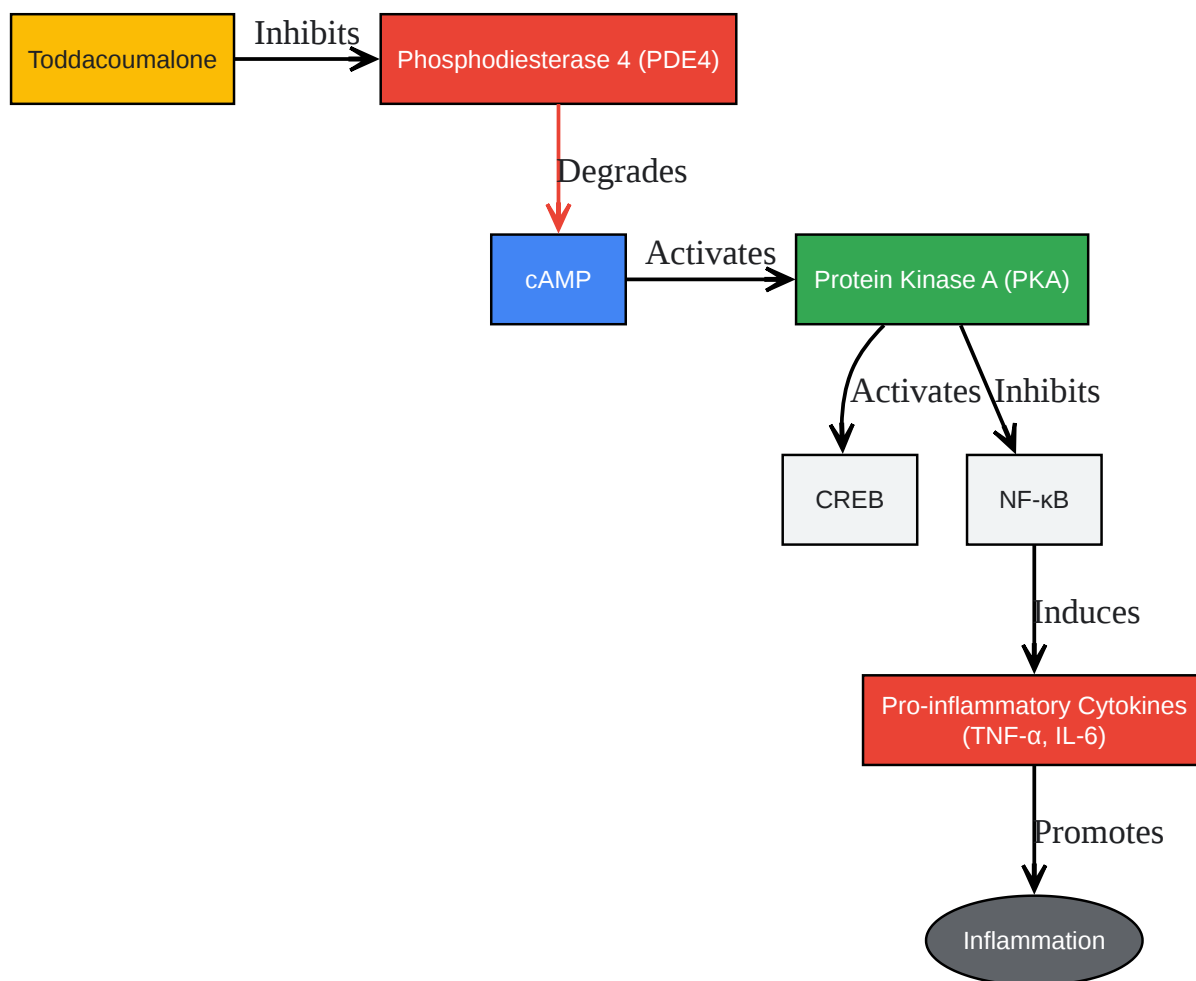 Toddacoumalone
Inhibits
Phosphodiesterase 4 (PDE4)
Degrades
cAMP
Activates
Protein Kinase A (PKA)
Activates
Inhibits
CREB
NF-κB
Induces
Pro-inflammatory Cytokines
(TNF-α, IL-6)
Promotes
Inflammation